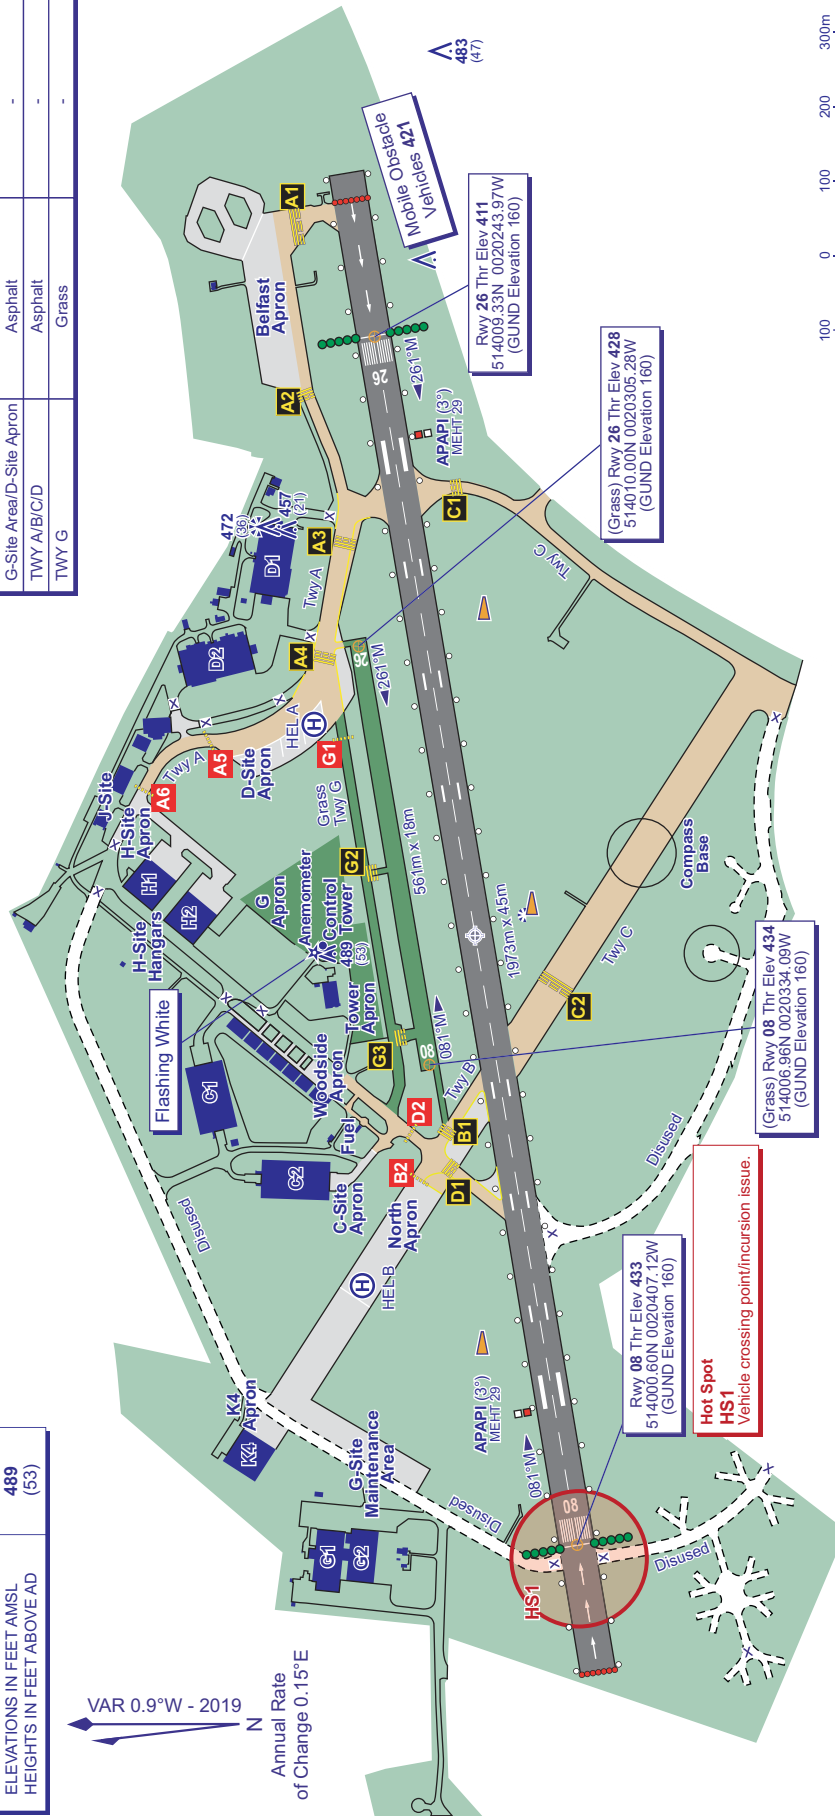 ELEVATIONS IN FEET AMSL
HEIGHTS IN FEET ABOVE AD
489
(53)
G-Site Area/D-Site Apron
Asphalt
-
TWY A/B/C/D
Asphalt
-
TWY G
Grass
-
VAR 0.9°W - 2019
N
Annual Rate
of Change 0.15°E
G1
G2
G-Site
Maintenance
Area
K4
K4
Apron
Disused
Disused
HS1
Disused
08
081°M
APAPI (3°)
MEHT 29
Rwy 08 Thr Elev 433
514000.60N 0020407.12W
(GUND Elevation 160)
Hot Spot
HS1
Vehicle crossing point/incursion issue.
H
HEL B
North
Apron
C-Site
Apron
C2
C1
Fuel
Woodside
Apron
B2
D2
D1
B1
Twy B
Flashing White
H-Site
Hangars
H1
H2
H-Site
Apron
J-Site
A6
Twy A
A5
D-Site
Apron
HEL A
H
G
Apron
Anemometer
Control
Tower
489
(53)
Tower
Apron
G3
G2
G1
Grass
Twy G
08
081°M
561m x 18m
26
261°M
1973m x 45m
C2
Twy C
Compass
Base
Disused
(Grass) Rwy 08 Thr Elev 434
514006.96N 0020334.09W
(GUND Elevation 160)
D2
D1
472
(36)
457
(21)
A4
Twy A
A3
A2
Belfast
Apron
A1
C1
Twy C
APAPI (3°)
MEHT 29
26
261°M
Mobile Obstacle
Vehicles 421
483
(47)
Rwy 26 Thr Elev 411
514009.33N 0020243.97W
(GUND Elevation 160)
(Grass) Rwy 26 Thr Elev 428
514010.00N 0020305.28W
(GUND Elevation 160)
100
0
100
200
300m